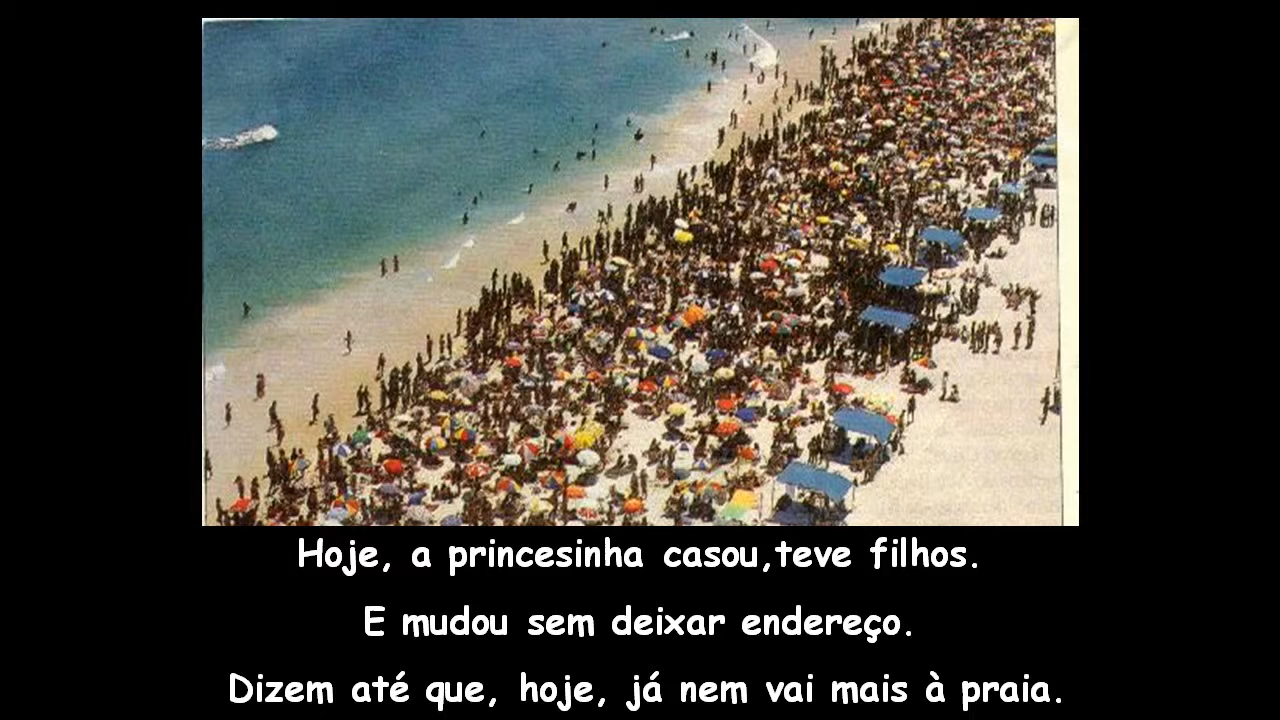 Hoje, a princesinha casou,teve filhos.
E mudou sem deixar endereço.
Dizem até que, hoje, já nem vai mais à praia.